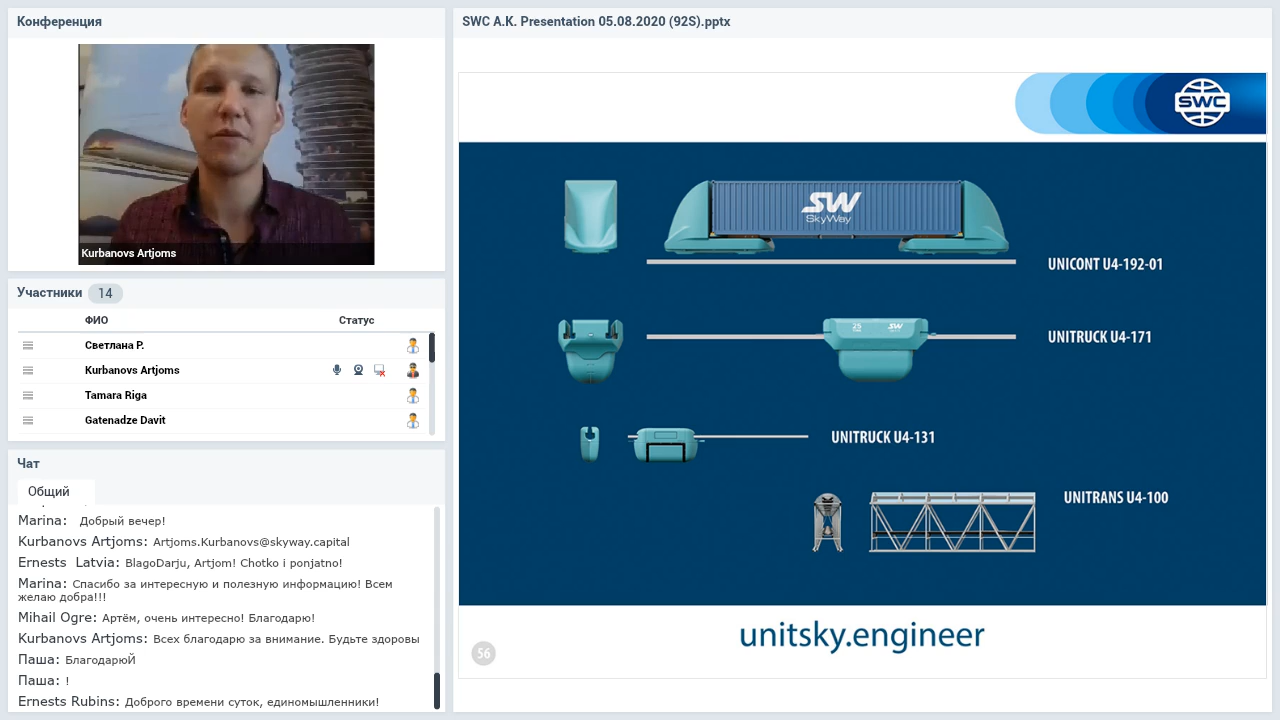 Конференция
Kurbanovs Artjoms
Участники 14
ФИО Статус
Светлана Р.
Kurbanovs Artjoms
Tamara Riga
Gatenadze Davit
Чат
Общий
Marina: Добрый вечер!
Kurbanovs Artjoms: Artjoms.Kurbanovs@skyway.capital
Ernests Latvia: BlagoDarju, Artjom! Chotko i ponjatno!
Marina: Спасибо за интересную и полезную информацию! Всем
желаю добра!!!
Mihail Ogre: Артём, очень интересно! Благодарю!
Kurbanovs Artjoms: Всех благодарю за внимание. Будьте здоровы
Паша: БлагодарюЙ
Паша: !
Ernests Rubins: Доброго времени суток, единомышленники!
SWC A.K. Presentation 05.08.2020 (92S).pptx
SWC
SW
SkyWay
UNICONT U4-192-01
SW
UNITRUCK U4-171
UNITRUCK U4-131
UNITRANS U4-100
unitsky.engineer
56